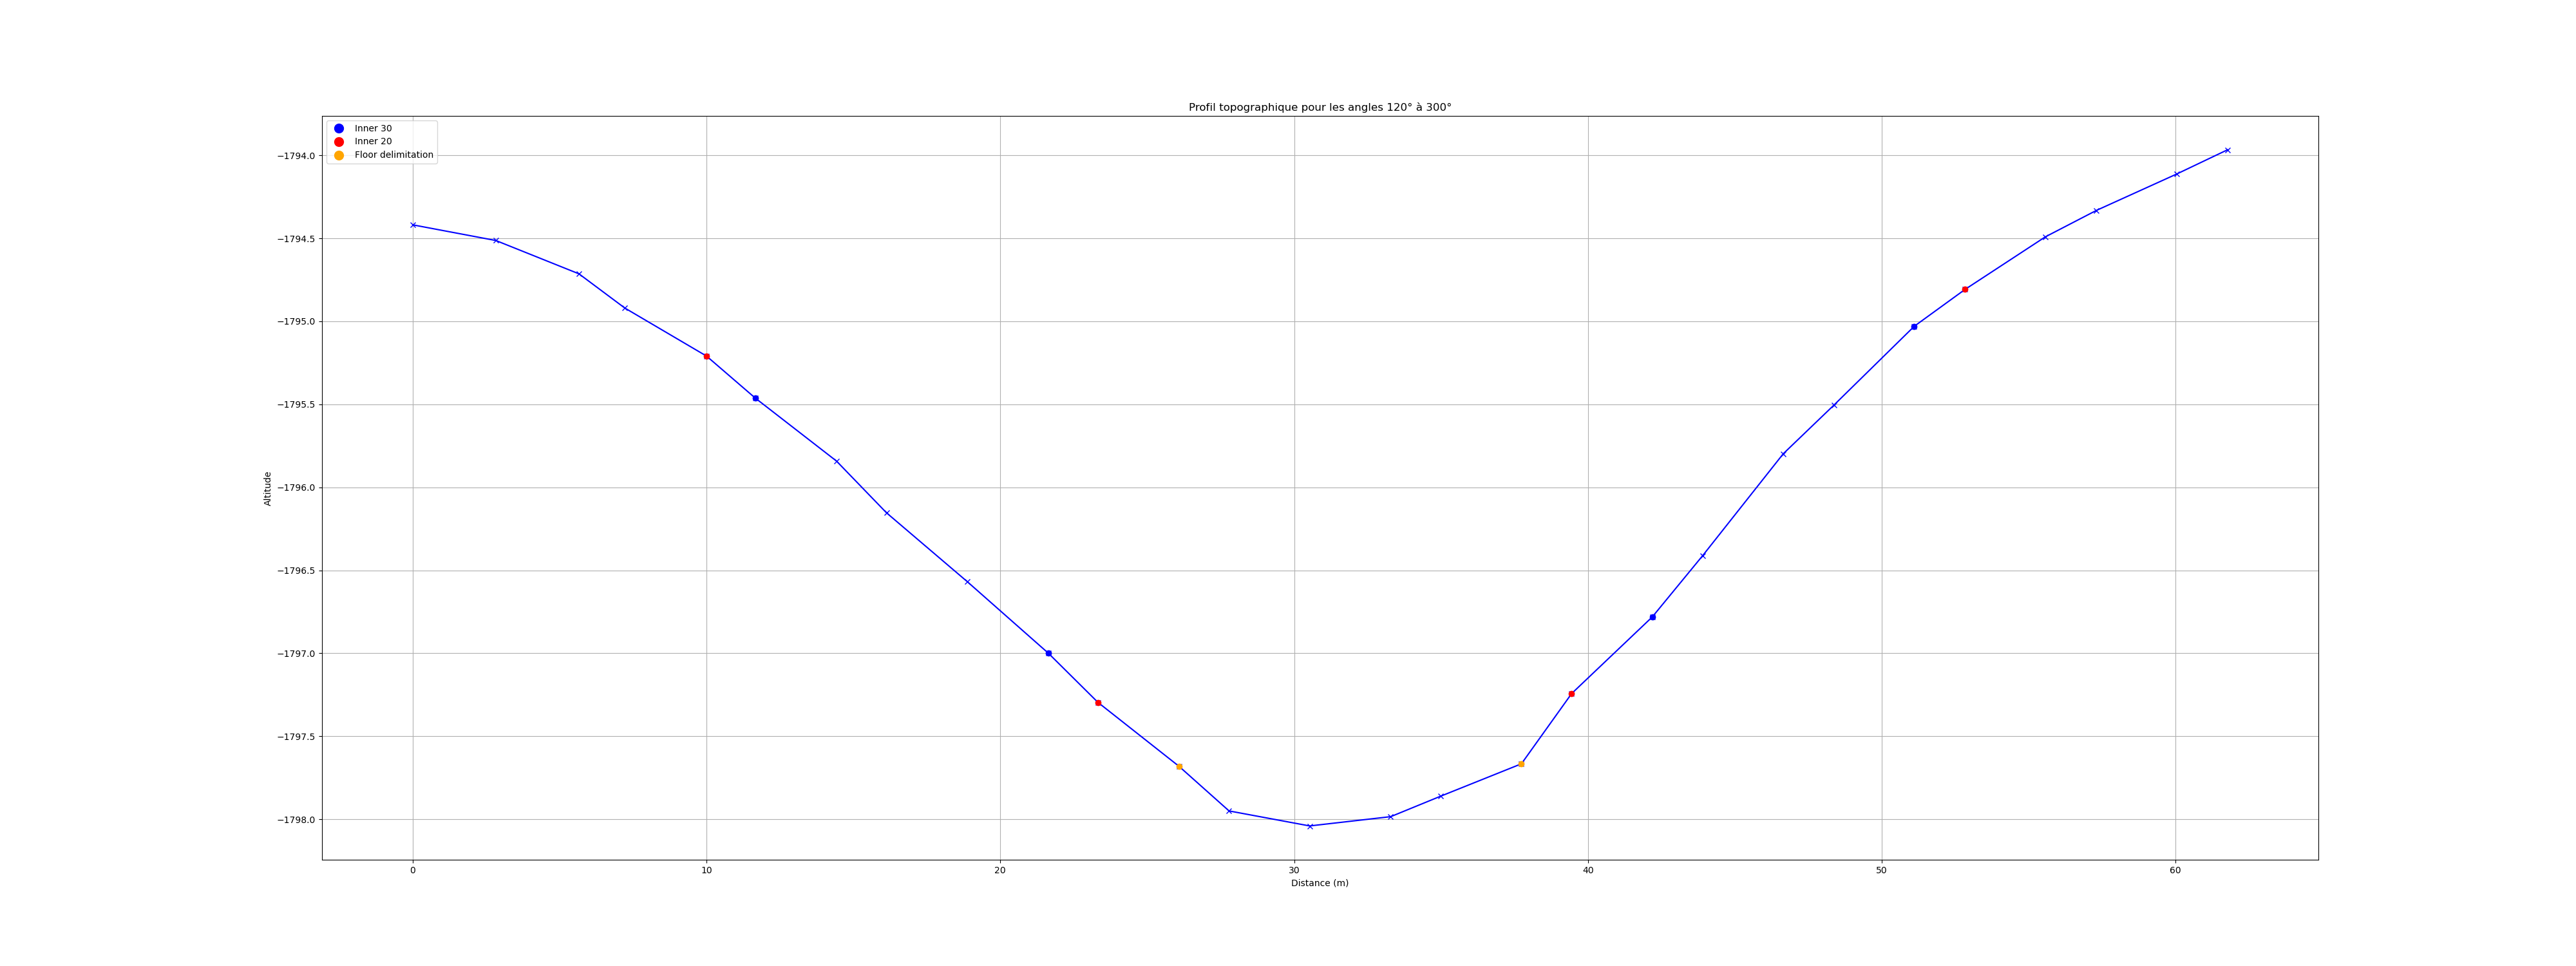 Profil topographique pour les angles 120° à 300°
Inner 30
Inner 20
Floor delimitation
−1794.0
−1794.5
−1795.0
−1795.5
−1796.0
−1796.5
−1797.0
−1797.5
−1798.0
Altitude
0 10 20 30 40 50 60
Distance (m)